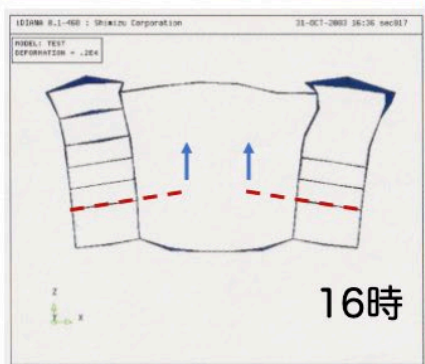 iDIANA 8.1-460 : Shimizu Corporation 31-OCT-2003 16:36 sec017
MODEL: TEST
DEFORMATION = .2E4
Z
Y X
16時